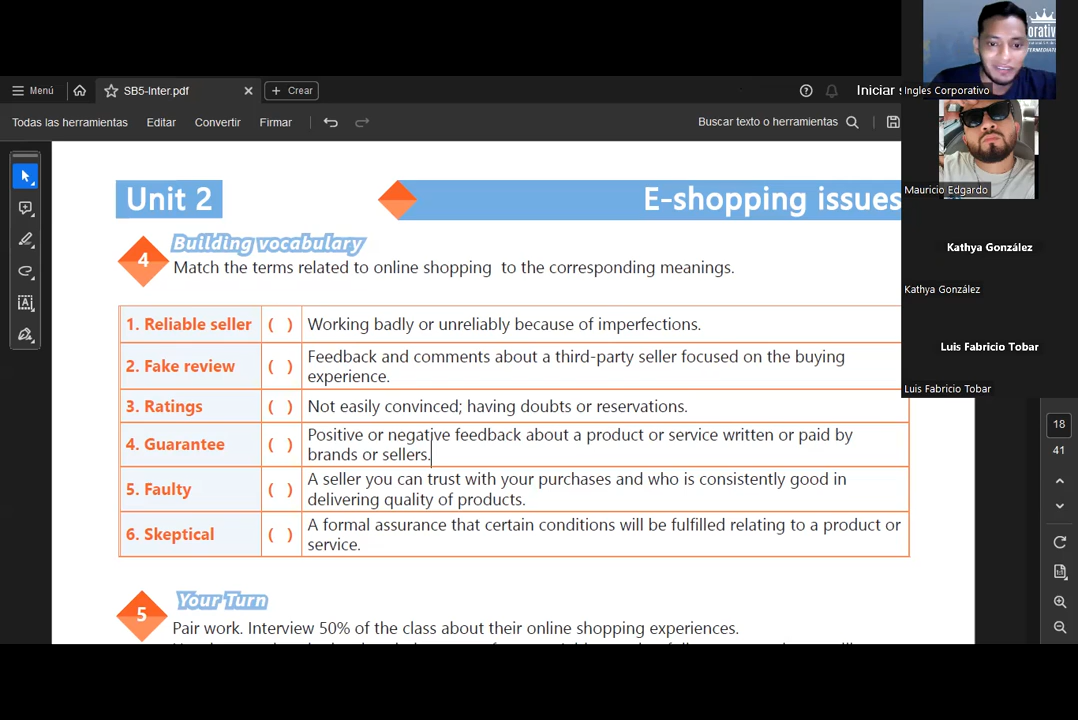 orativ
TERMEDIATE
Ingles Corporativo
Menú
SB5-Inter.pdf
Crear
Iniciar s
Todas las herramientas
Editar
Convertir
Firmar
Buscar texto o herramientas
Mauricio Edgardo
Kathya González
Kathya González
Luis Fabricio Tobar
Luis Fabricio Tobar
Unit 2
E-shopping issues
4
Building vocabulary
Match the terms related to online shopping to the corresponding meanings.
1. Reliable seller ( ) Working badly or unreliably because of imperfections.
2. Fake review ( ) Feedback and comments about a third-party seller focused on the buying
experience.
3. Ratings ( ) Not easily convinced; having doubts or reservations.
4. Guarantee ( ) Positive or negative feedback about a product or service written or paid by
brands or sellers.
5. Faulty ( ) A seller you can trust with your purchases and who is consistently good in
delivering quality of products.
6. Skeptical ( ) A formal assurance that certain conditions will be fulfilled relating to a product or
service.
5
Your Turn
Pair work. Interview 50% of the class about their online shopping experiences.
18
41